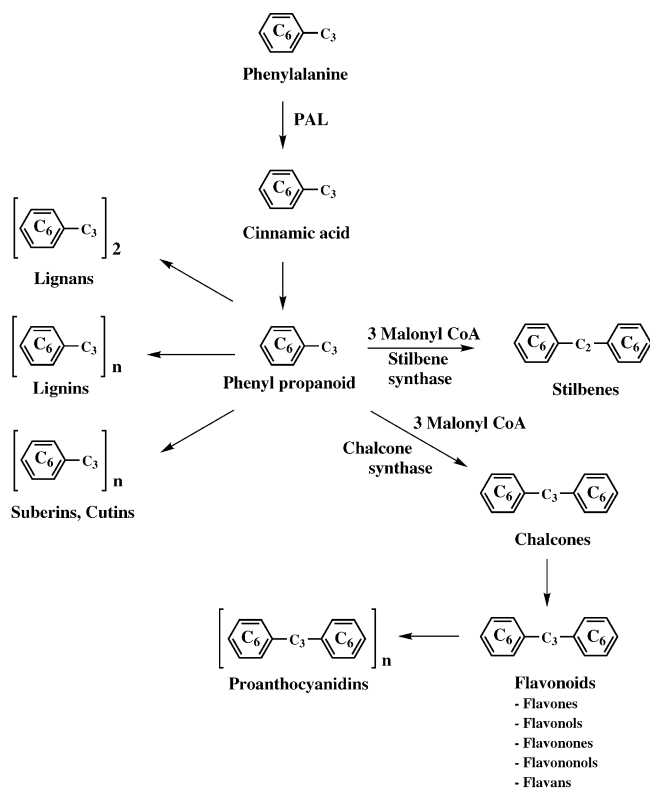 C6 C3
Phenylalanine
PAL
C6 C3
Cinnamic acid
C6 C3 2
Lignans
C6 C3 n
Lignins
C6 C3
Phenyl propanoid
3 Malonyl CoA
Stilbene
synthase
C6 C2 C6
Stilbenes
C6 C3 n
Suberins, Cutins
3 Malonyl CoA
Chalcone
synthase
C6 C3 C6
Chalcones
C6 C3 C6 n
Proanthocyanidins
C6 C3 C6
Flavonoids
- Flavones
- Flavonols
- Flavonones
- Flavononols
- Flavans